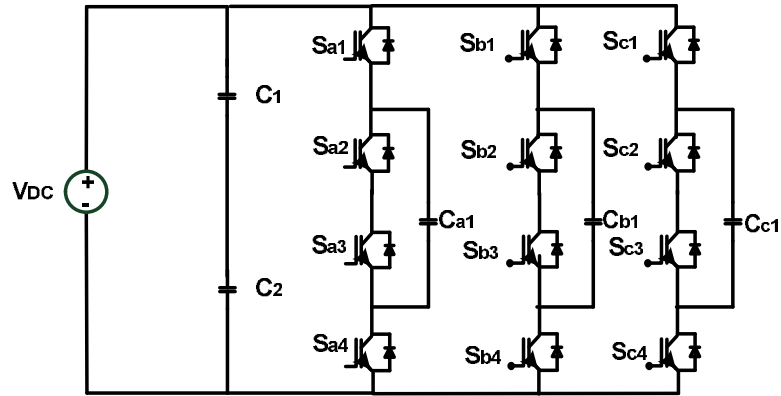 Sa1
Sb1
Sc1
C1
Sa2
Sb2
Sc2
VDC
+
-
Ca1
Cb1
Cc1
Sa3
Sb3
Sc3
C2
Sa4
Sb4
Sc4